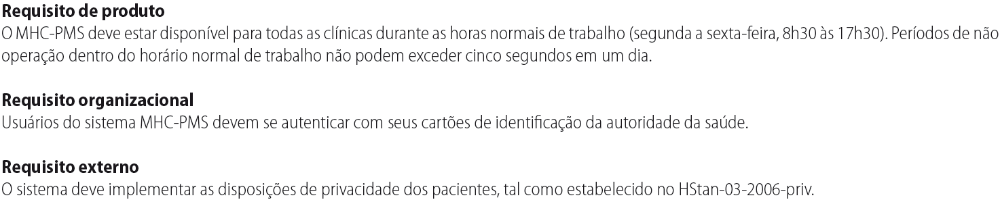 Requisito de produto
O MHC-PMS deve estar disponível para todas as clínicas durante as horas normais de trabalho (segunda a sexta-feira, 8h30 às 17h30). Períodos de não
operação dentro do horário normal de trabalho não podem exceder cinco segundos em um dia.
Requisito organizacional
Usuários do sistema MHC-PMS devem se autenticar com seus cartões de identificação da autoridade da saúde.
Requisito externo
O sistema deve implementar as disposições de privacidade dos pacientes, tal como estabelecido no HStan-03-2006-priv.